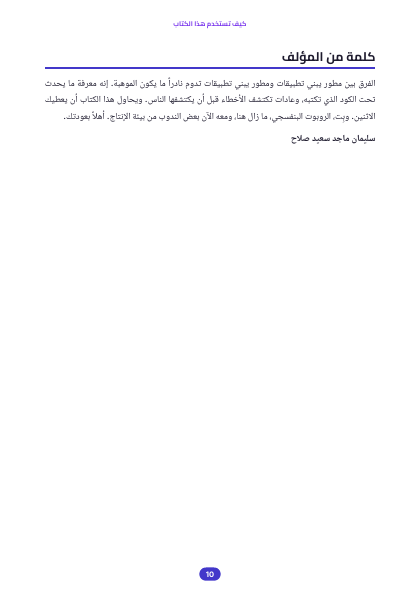 كيف تستخدم هذا الكتاب
كلمة من المؤلف
الفرق بين مطور يبني تطبيقات ومطور يبني تطبيقات تدوم نادراً ما يكون الموهبة. إنه معرفة ما يحدث
تحت الكود الذي تكتبه، وعادات تكتشف الأخطاء قبل أن يكتشفها الناس. ويحاول هذا الكتاب أن يعطيك
الاثنين. وبِت، الروبوت البنفسجي، ما زال هنا، ومعه الآن بعض الندوب من بيئة الإنتاج. أهلاً بعودتك.
سليمان ماجد سعيد صلاح
10